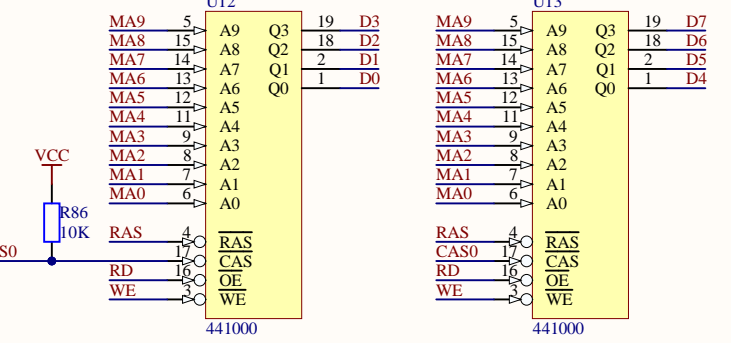 U12
MA9 5 A9 Q3 19 D3
MA8 15 A8 Q2 18 D2
MA7 14 A7 Q1 2 D1
MA6 13 A6 Q0 1 D0
MA5 12 A5
MA4 11 A4
MA3 9 A3
MA2 8 A2
MA1 7 A1
MA0 6 A0
VCC
R86
10K
S0
RAS 4 RAS
17 CAS
RD 16 OE
WE 3 WE
441000
U13
MA9 5 A9 Q3 19 D7
MA8 15 A8 Q2 18 D6
MA7 14 A7 Q1 2 D5
MA6 13 A6 Q0 1 D4
MA5 12 A5
MA4 11 A4
MA3 9 A3
MA2 8 A2
MA1 7 A1
MA0 6 A0
RAS 4 RAS
CAS0 17 CAS
RD 16 OE
WE 3 WE
441000